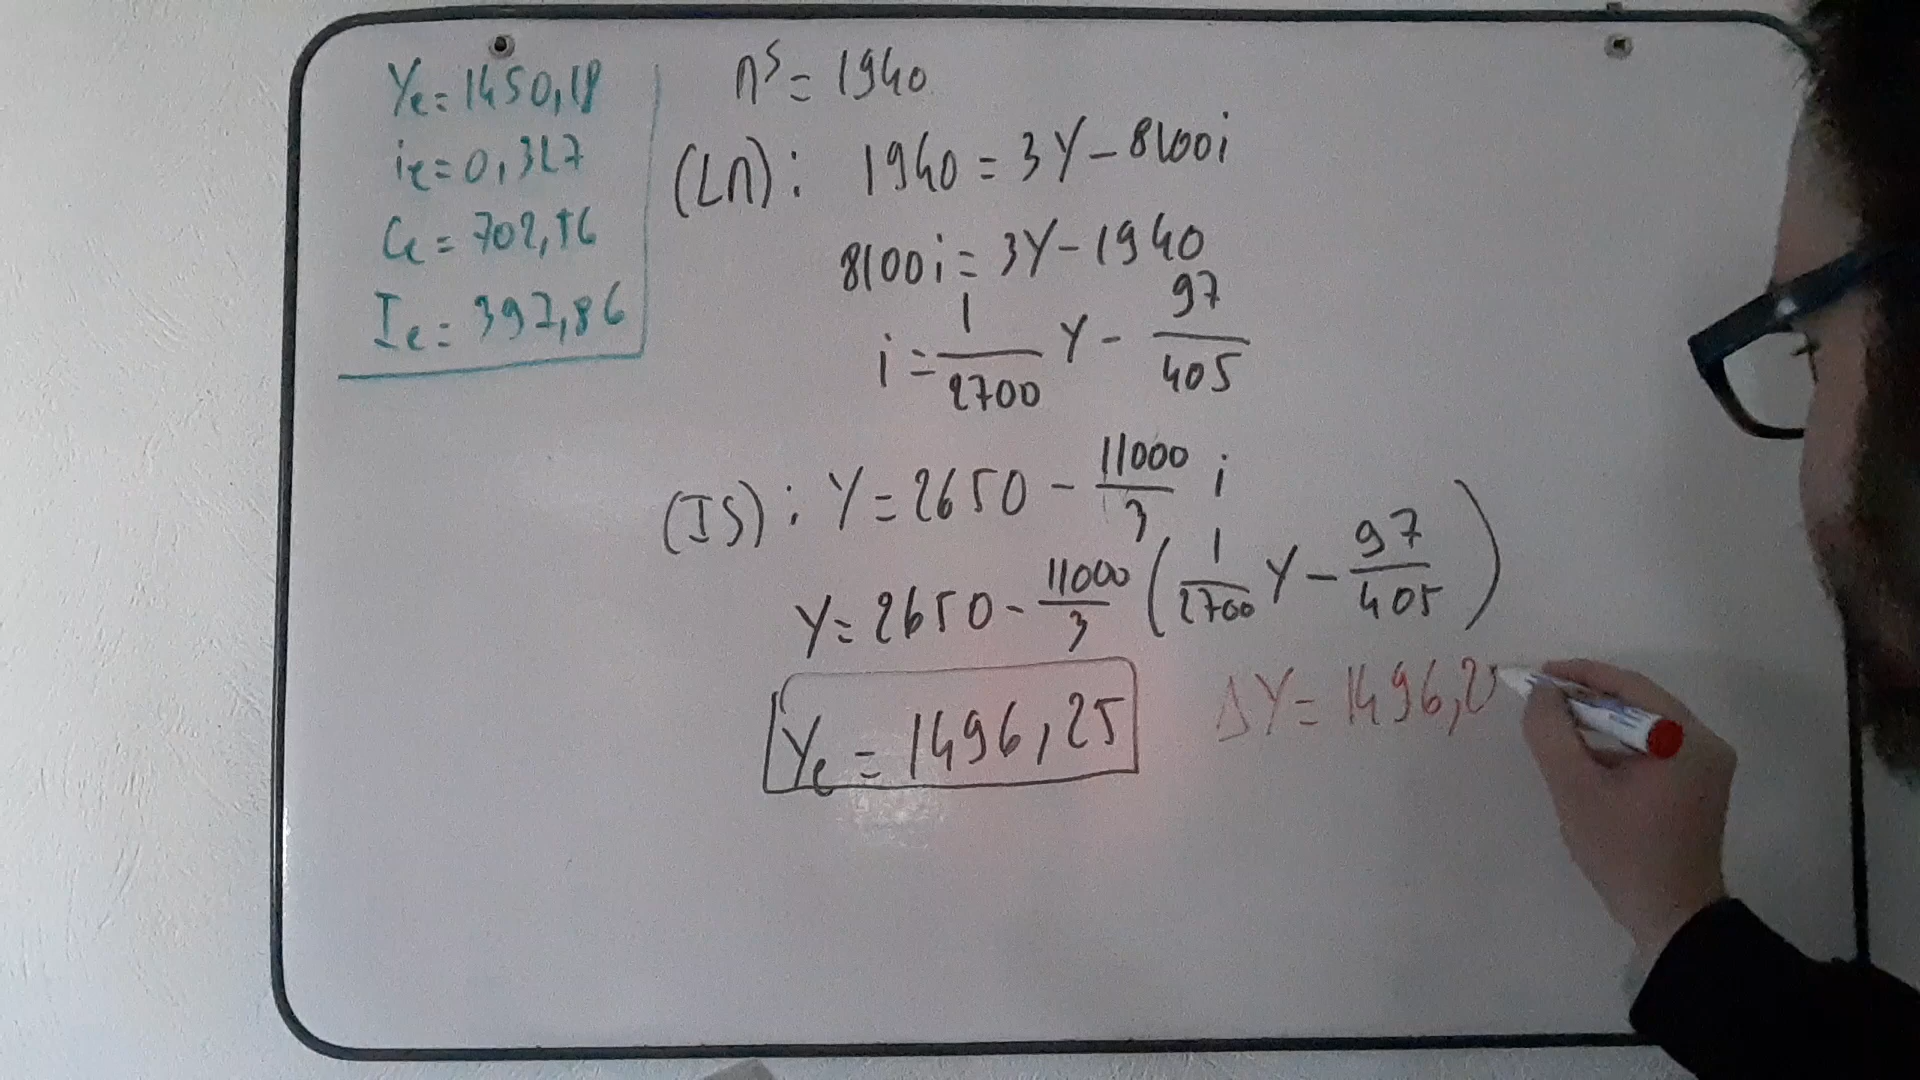 Ye = 1450,18
ie = 0,327
Ce = 702,16
Ie = 397,86
M^S = 1940
(LM) : 1940 = 3Y - 8100i
8100i = 3Y - 1940
i = 1/2700 Y - 97/405
(IS) : Y = 2650 - 11000/3 i
Y = 2650 - 11000/3 (1/2700 Y - 97/405)
Ye = 1496,25
ΔY = 1496,2